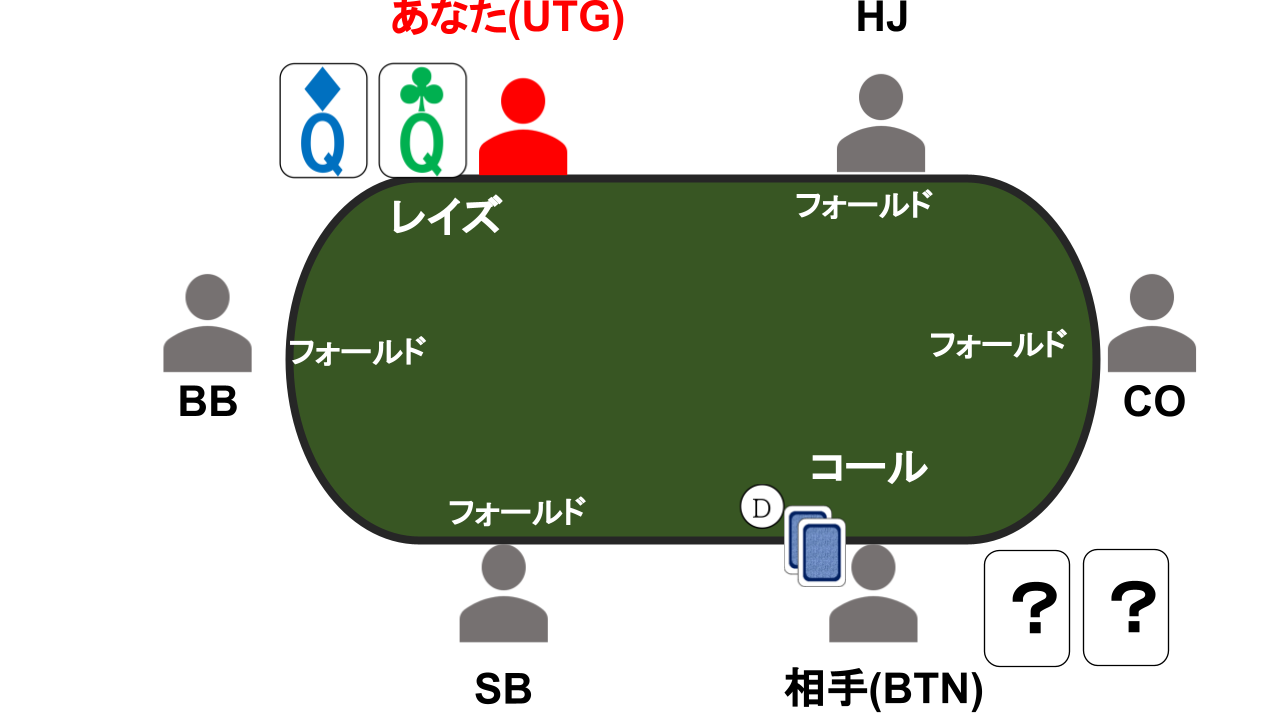 あなた(UTG)
HJ
Q
Q
レイズ
フォールド
フォールド
フォールド
BB
CO
コール
フォールド
D
? ?
SB
相手(BTN)